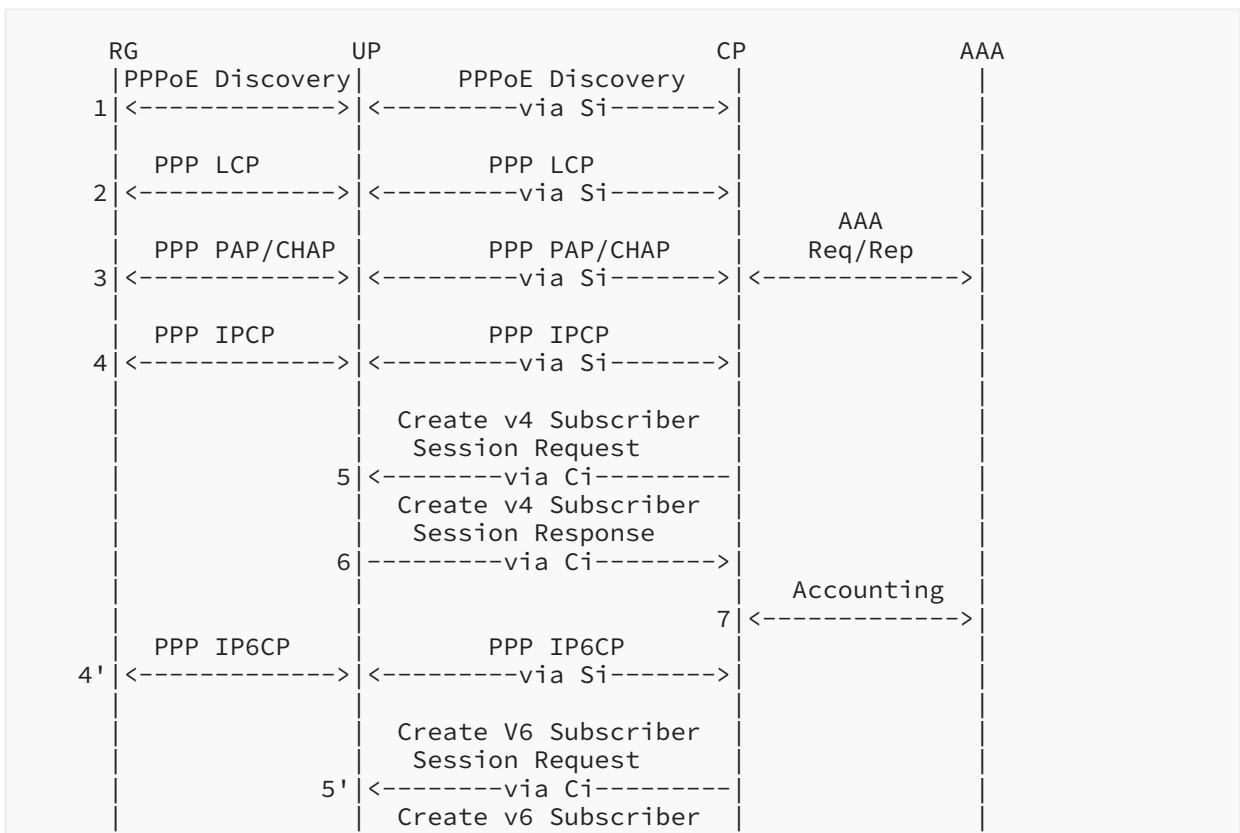 RG UP CP AAA
|PPPoE Discovery| PPPoE Discovery | |
1|<------------->|<---------via Si------->| |
| | | |
| PPP LCP | PPP LCP | |
2|<------------->|<---------via Si------->| |
| | | AAA |
| PPP PAP/CHAP | PPP PAP/CHAP | Req/Rep |
3|<------------->|<---------via Si------->|<------------->|
| | | |
| PPP IPCP | PPP IPCP | |
4|<------------->|<---------via Si------->| |
| | | |
| | Create v4 Subscriber | |
| | Session Request | |
| 5|<--------via Ci---------| |
| | Create v4 Subscriber | |
| | Session Response | |
| 6|---------via Ci-------->| |
| | | Accounting |
| | 7|<------------->|
| PPP IP6CP | PPP IP6CP | |
4'|<------------->|<---------via Si------->| |
| | | |
| | Create V6 Subscriber | |
| | Session Request | |
| 5'|<--------via Ci---------| |
| | Create v6 Subscriber | |